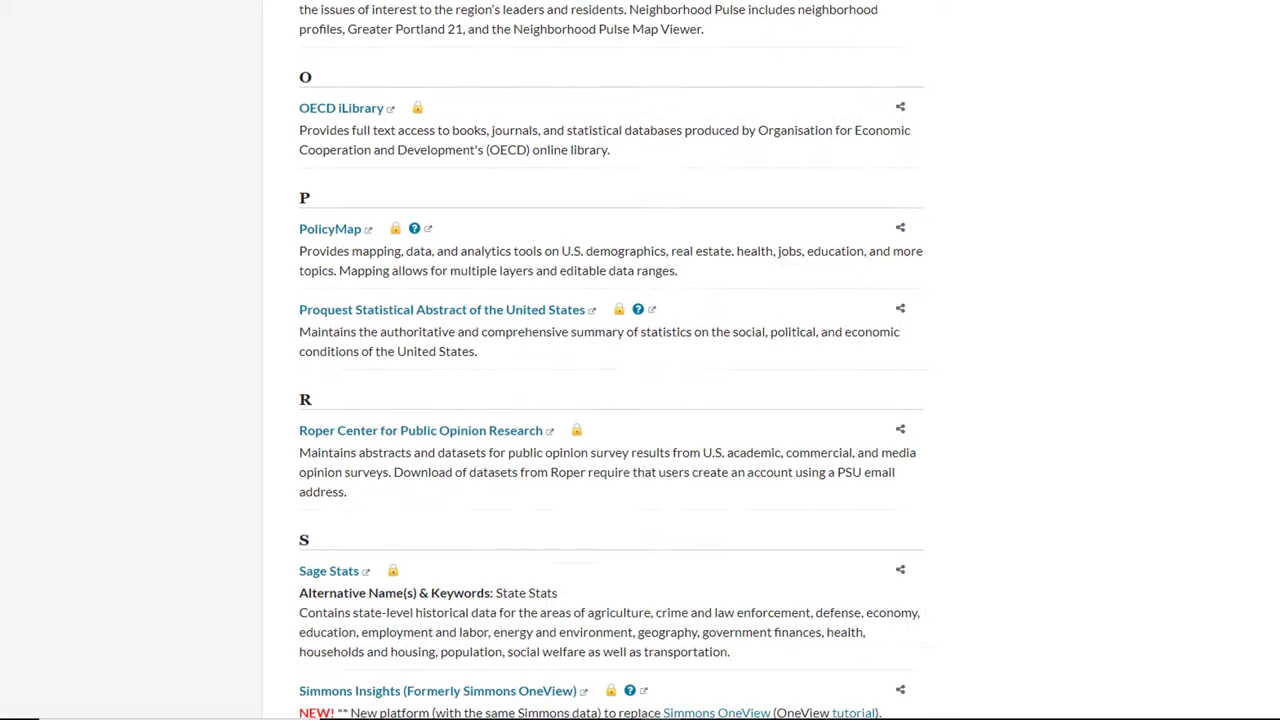 the issues of interest to the region's leaders and residents. Neighborhood Pulse includes neighborhood
profiles, Greater Portland 21, and the Neighborhood Pulse Map Viewer.
O
OECD iLibrary
Provides full text access to books, journals, and statistical databases produced by Organisation for Economic
Cooperation and Development's (OECD) online library.
P
PolicyMap
Provides mapping, data, and analytics tools on U.S. demographics, real estate. health, jobs, education, and more
topics. Mapping allows for multiple layers and editable data ranges.
Proquest Statistical Abstract of the United States
Maintains the authoritative and comprehensive summary of statistics on the social, political, and economic
conditions of the United States.
R
Roper Center for Public Opinion Research
Maintains abstracts and datasets for public opinion survey results from U.S. academic, commercial, and media
opinion surveys. Download of datasets from Roper require that users create an account using a PSU email
address.
S
Sage Stats
Alternative Name(s) & Keywords: State Stats
Contains state-level historical data for the areas of agriculture, crime and law enforcement, defense, economy,
education, employment and labor, energy and environment, geography, government finances, health,
households and housing, population, social welfare as well as transportation.
Simmons Insights (Formerly Simmons OneView)
NEW! ** New platform (with the same Simmons data) to replace Simmons OneView (OneView tutorial).